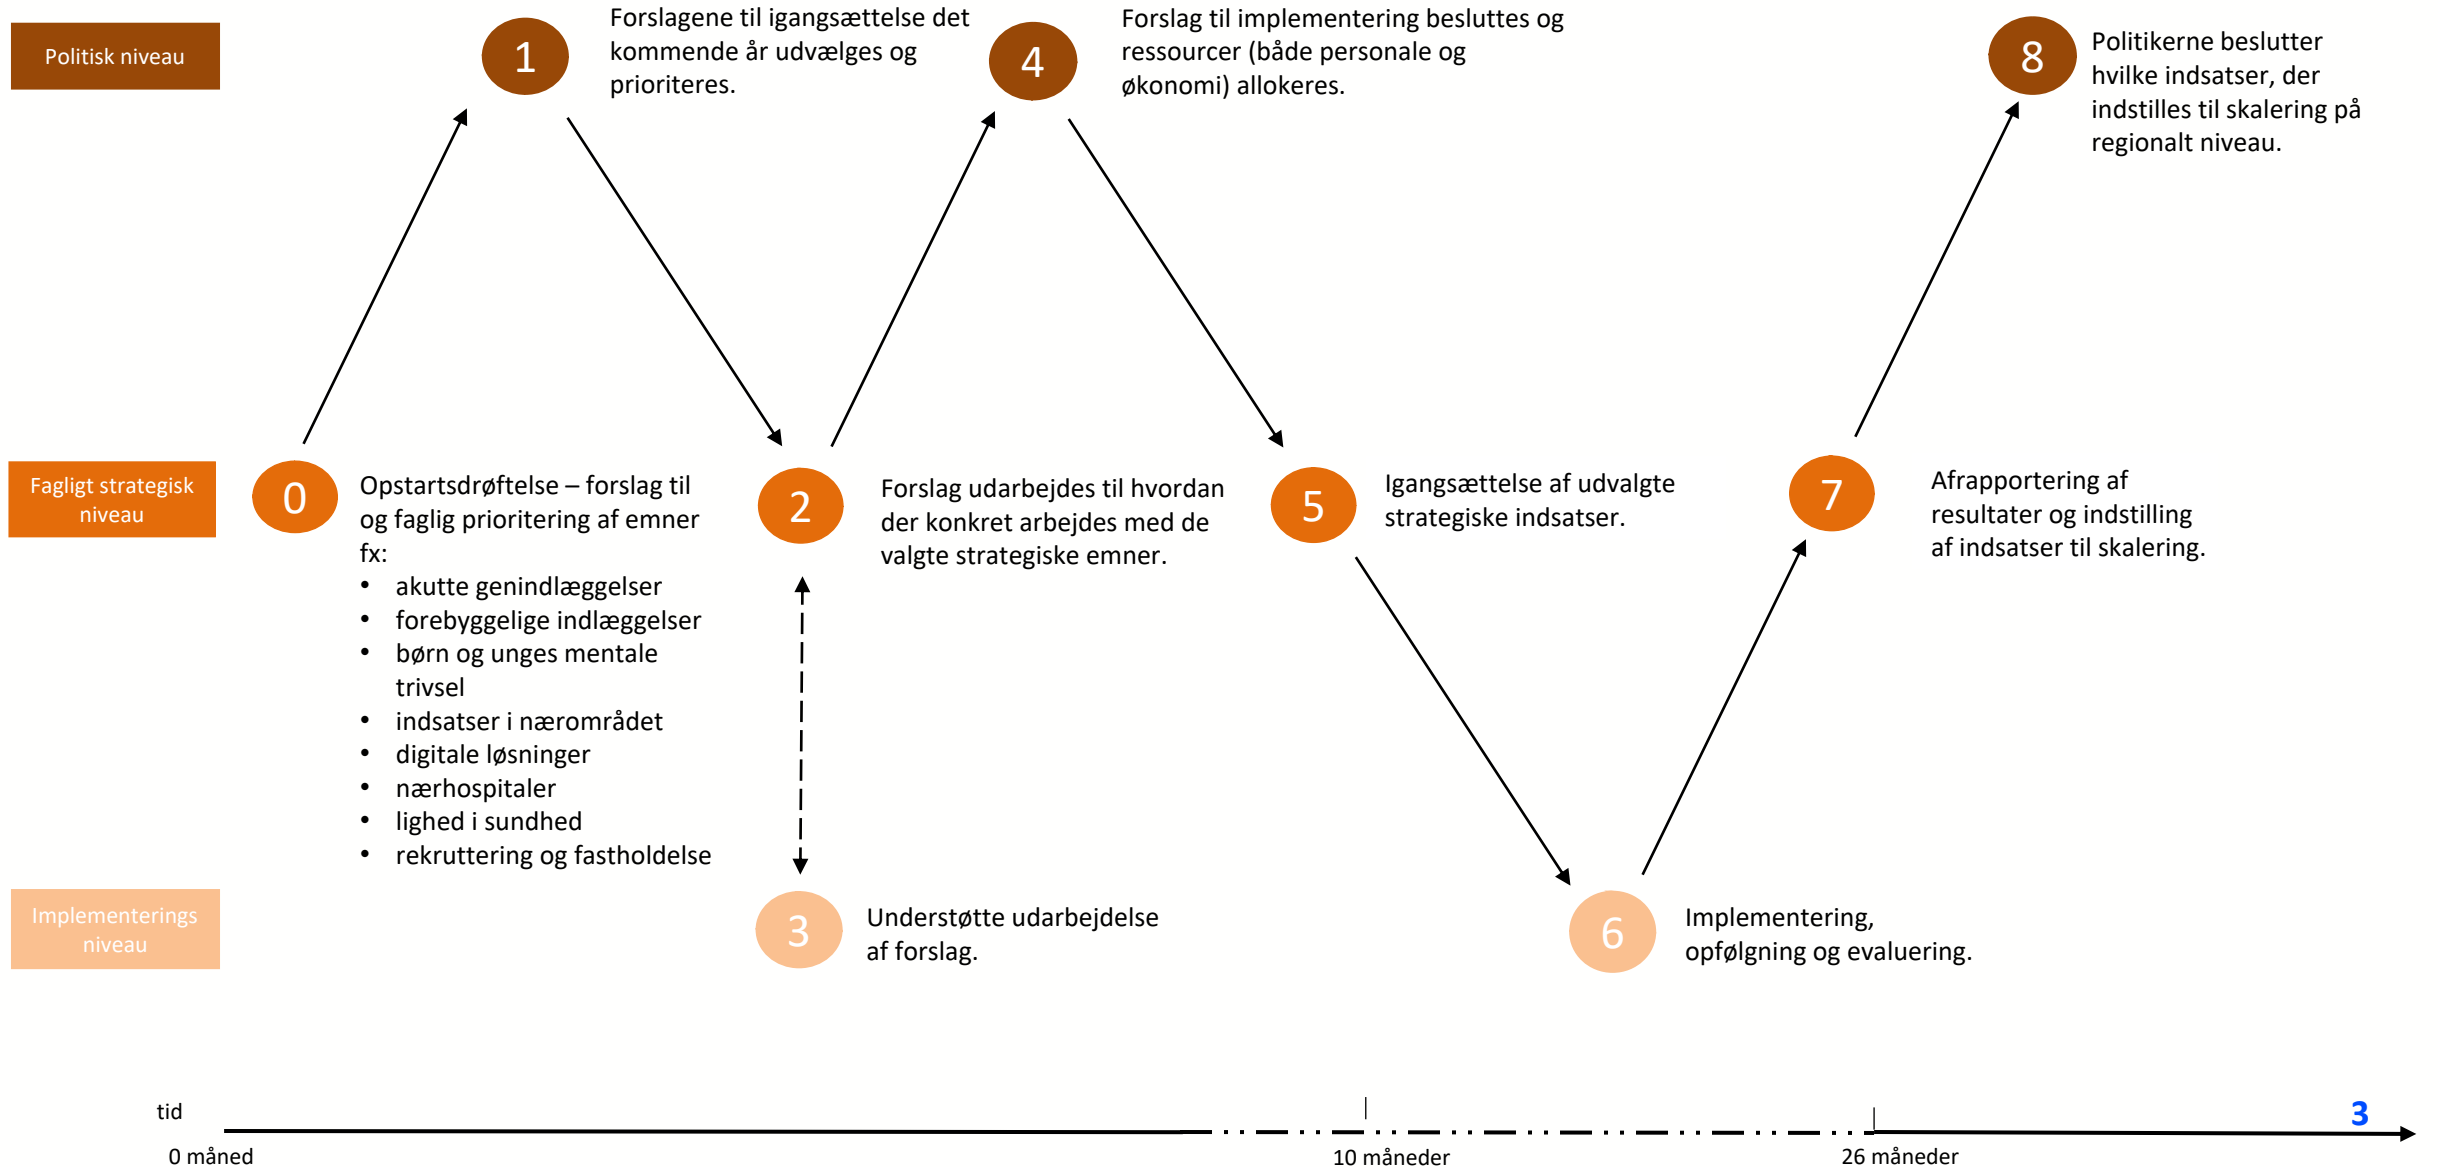 Politisk niveau
1
Forslagene til igangsættelse det
kommende år udvælges og
prioriteres.
4
Forslag til implementering besluttes og
ressourcer (både personale og
økonomi) allokeres.
8
Politikerne beslutter
hvilke indsatser, der
indstilles til skalering på
regionalt niveau.
Fagligt strategisk
niveau
0
Opstartsdrøftelse – forslag til
og faglig prioritering af emner
fx:
• akutte genindlæggelser
• forebyggelige indlæggelser
• børn og unges mentale
trivsel
• indsatser i nærområdet
• digitale løsninger
• nærhospitaler
• lighed i sundhed
• rekruttering og fastholdelse
2
Forslag udarbejdes til hvordan
der konkret arbejdes med de
valgte strategiske emner.
5
Igangsættelse af udvalgte
strategiske indsatser.
7
Afrapportering af
resultater og indstilling
af indsatser til skalering.
Implementerings
niveau
3
Understøtte udarbejdelse
af forslag.
6
Implementering,
opfølgning og evaluering.
tid
3
0 måned
10 måneder
26 måneder